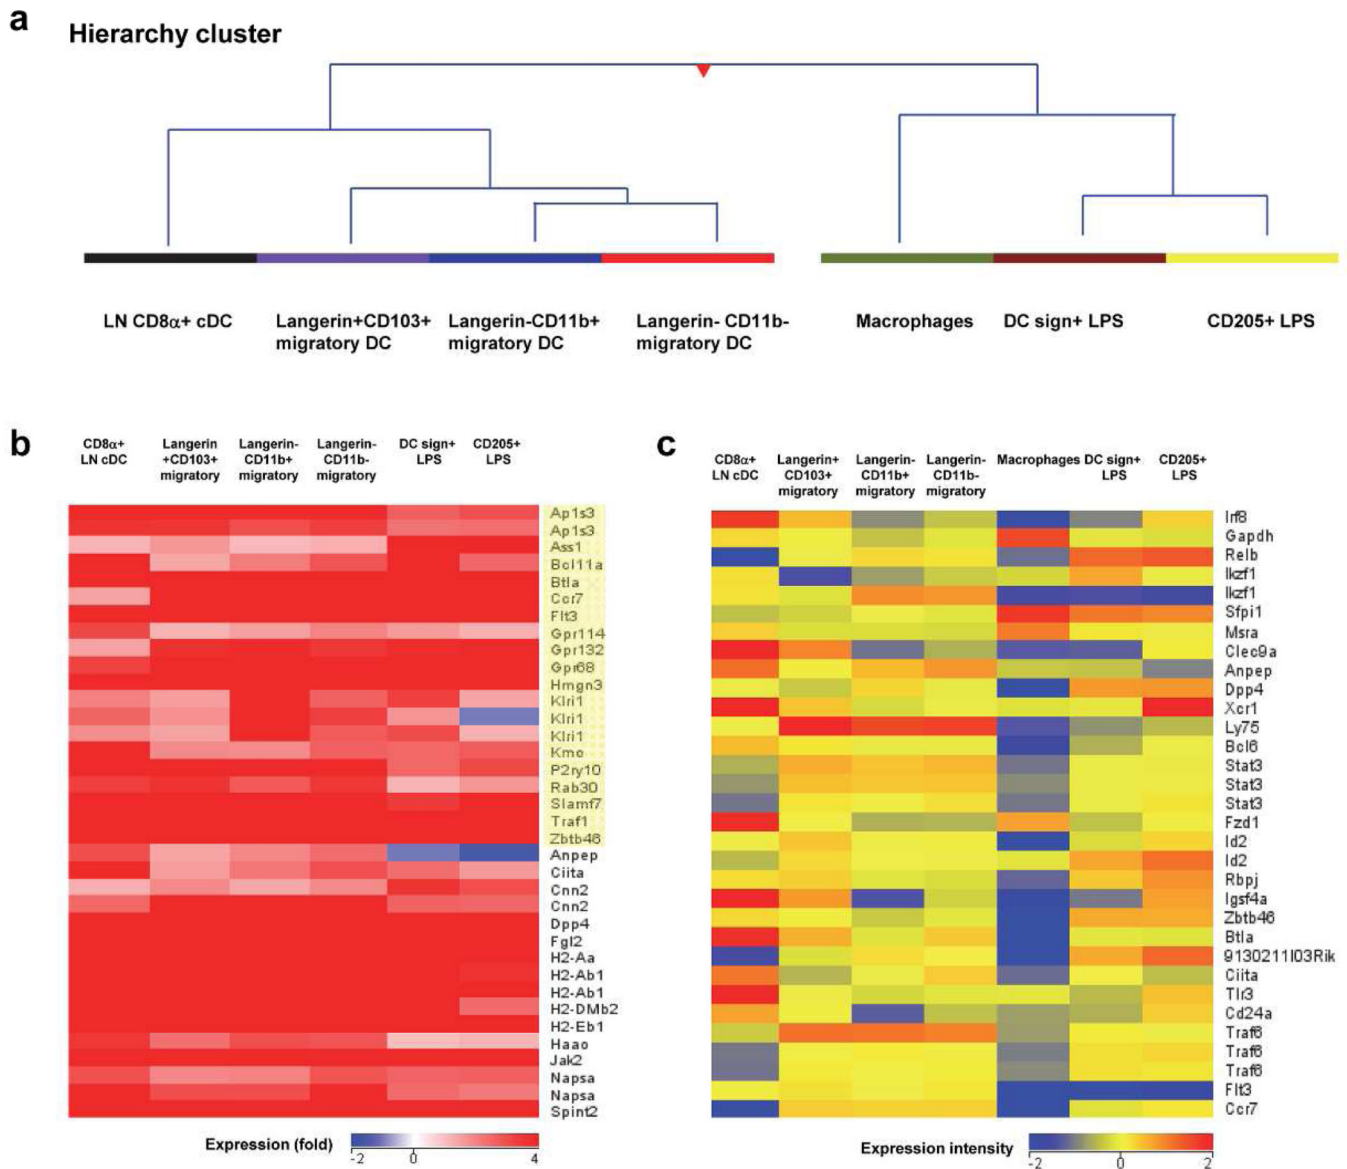 a
Hierarchy cluster
LN CD8α+ cDC
Langerin+CD103+
migratory DC
Langerin-CD11b+
migratory DC
Langerin- CD11b-
migratory DC
Macrophages
DC sign+ LPS
CD205+ LPS
b
CD8α+
LN cDC
Langerin
+CD103+
migratory
Langerin-
CD11b+
migratory
Langerin-
CD11b-
migratory
DC sign+
LPS
CD205+
LPS
Ap1s3
Ap1s3
Ass1
Bcl11a
Btla
Ccr7
Flt3
Gpr114
Gpr132
Gpr68
Hmgn3
Klri1
Klri1
Klri1
Kmo
P2ry10
Rab30
Slamf7
Traf1
Zbtb46
Anpep
Ciita
Cnn2
Cnn2
Dpp4
Fgl2
H2-Aa
H2-Ab1
H2-Ab1
H2-DMb2
H2-Eb1
Haao
Jak2
Napsa
Napsa
Spint2
Expression (fold)
-2 0 4
c
CD8α+
LN cDC
Langerin+
CD103+
migratory
Langerin-
CD11b+
migratory
Langerin-
CD11b-
migratory
Macrophages
DC sign+
LPS
CD205+
LPS
Irf8
Gapdh
Relb
Ikzf1
Ikzf1
Sfpi1
Msra
Clec9a
Anpep
Dpp4
Xcr1
Ly75
Bcl6
Stat3
Stat3
Stat3
Fzd1
Id2
Id2
Rbpj
Igsf4a
Zbtb46
Btla
9130211I03Rik
Ciita
Tlr3
Cd24a
Traf6
Traf6
Traf6
Flt3
Ccr7
Expression intensity
-2 0 2